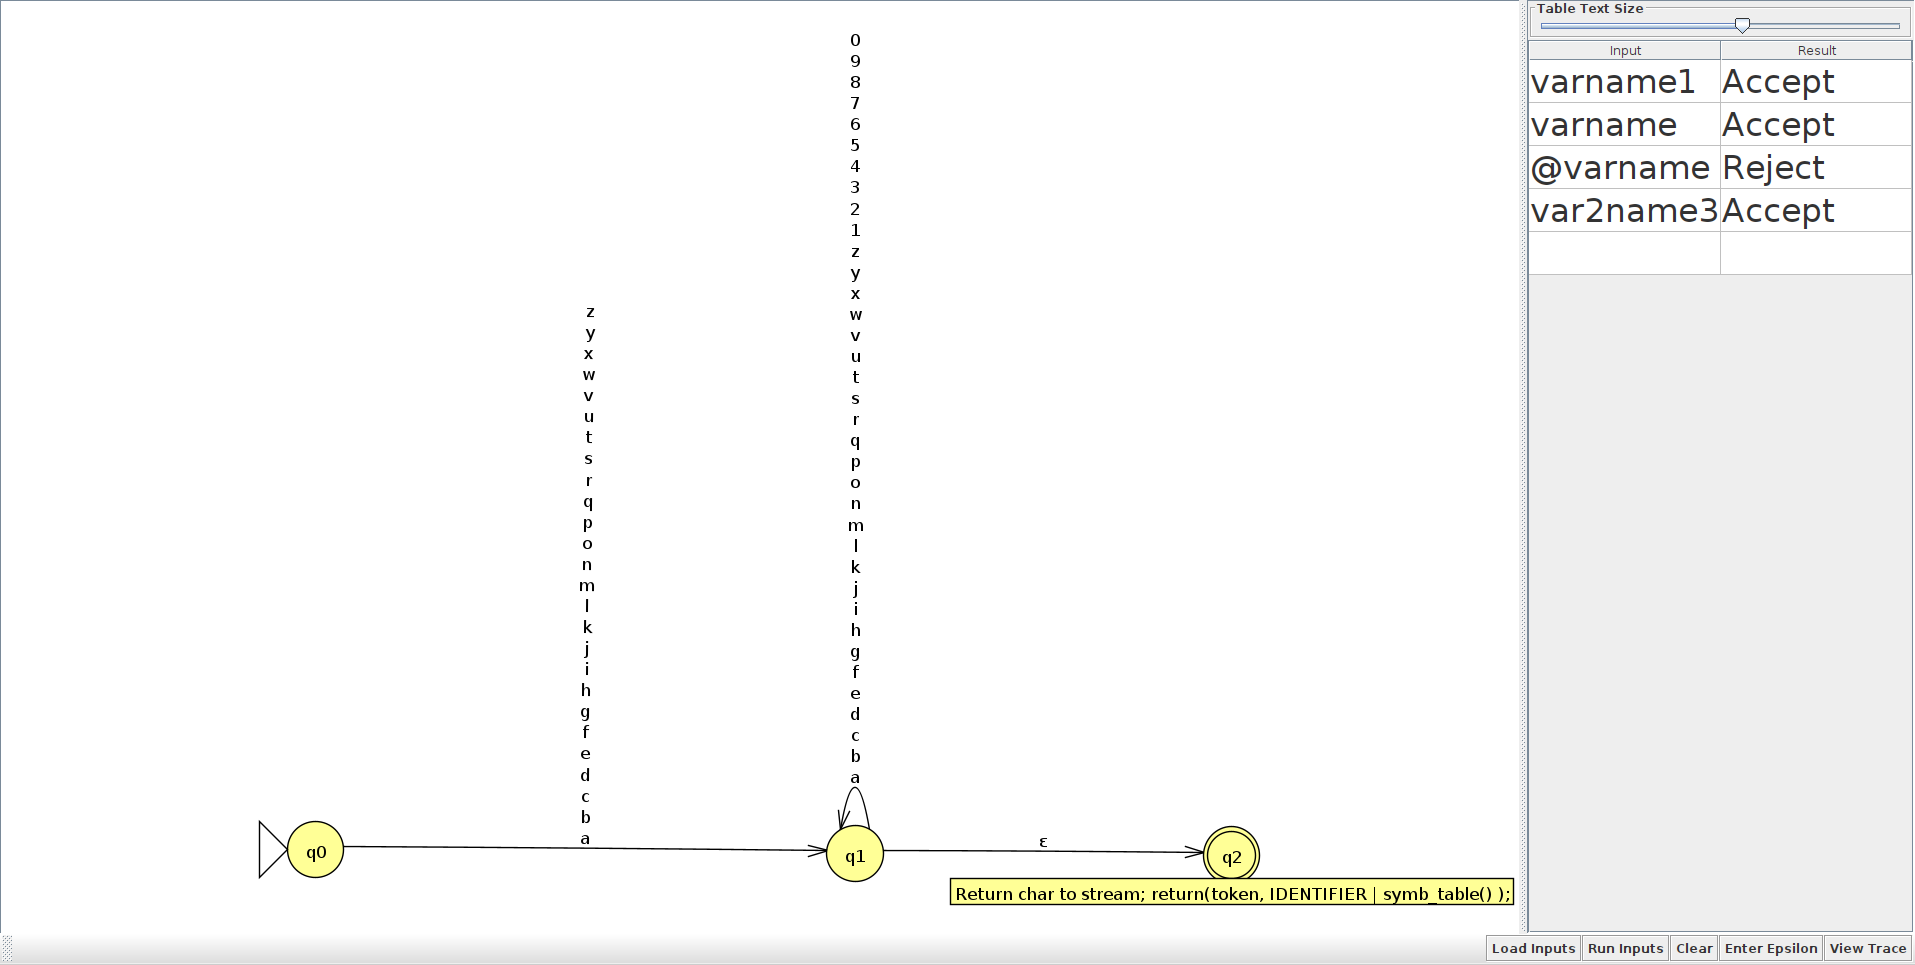 0
9
8
7
6
5
4
3
2
1
z
y
x
w
v
u
t
s
r
q
p
o
n
m
l
k
j
i
h
g
f
e
d
c
b
a
z
y
x
w
v
u
t
s
r
q
p
o
n
m
l
k
j
i
h
g
f
e
d
c
b
a
q0
q1
ε
q2
Return char to stream; return(token, IDENTIFIER | symb_table() );
Table Text Size
Input Result
varname1 Accept
varname Accept
@varname Reject
var2name3 Accept
Load Inputs Run Inputs Clear Enter Epsilon View Trace